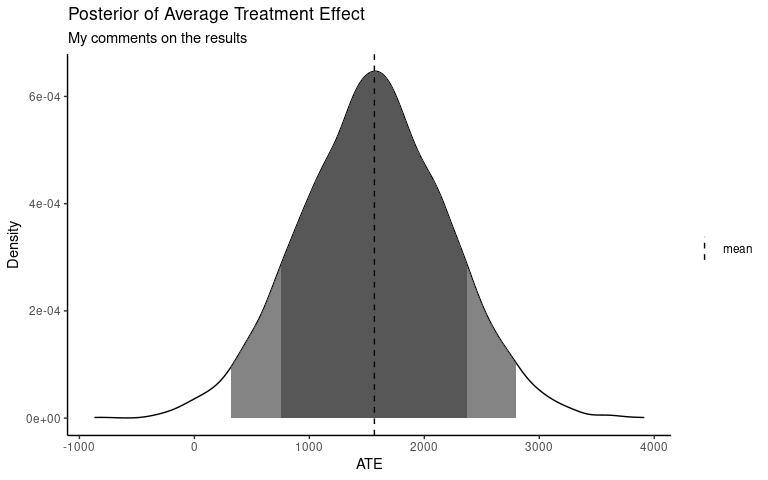 Posterior of Average Treatment Effect
My comments on the results
6e-04
4e-04
2e-04
0e+00
Density
-1000 0 1000 2000 3000 4000
ATE
mean